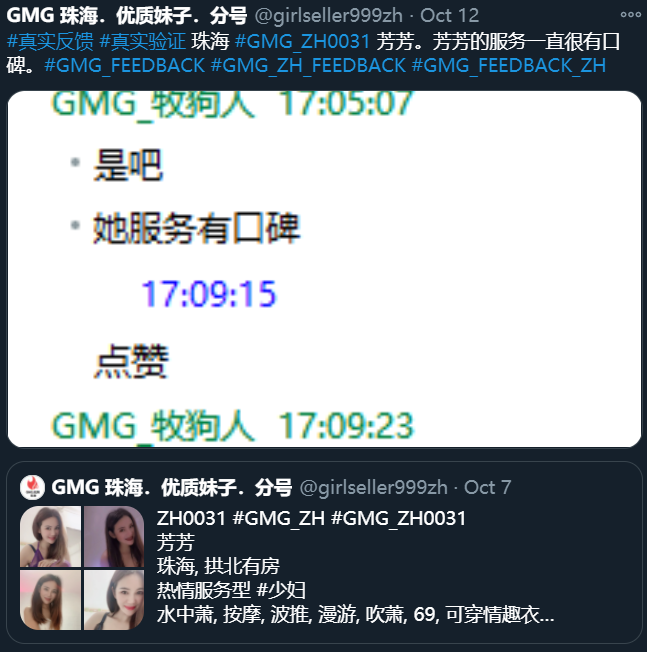 GMG 珠海．优质妹子．分号 @girlseller999zh · Oct 12
#真实反馈 #真实验证 珠海 #GMG_ZH0031 芳芳。芳芳的服务一直很有口
碑。#GMG_FEEDBACK #GMG_ZH_FEEDBACK #GMG_FEEDBACK_ZH
GMG_牧狗人 17:05:07
• 是吧
• 她服务有口碑
17:09:15
点赞
GMG_牧狗人 17:09:23
GMG 珠海．优质妹子．分号 @girlseller999zh · Oct 7
ZH0031 #GMG_ZH #GMG_ZH0031
芳芳
珠海, 拱北有房
热情服务型 #少妇
水中萧, 按摩, 波推, 漫游, 吹萧, 69, 可穿情趣衣...